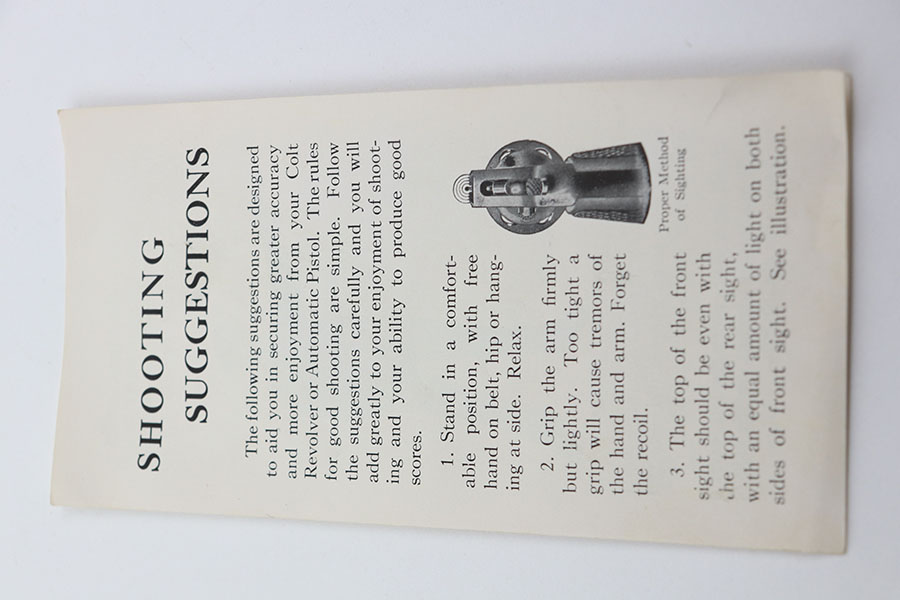 SHOOTING
SUGGESTIONS
The following suggestions are designed
to aid you in securing greater accuracy
and more enjoyment from your Colt
Revolver or Automatic Pistol. The rules
for good shooting are simple. Follow
the suggestions carefully and you will
add greatly to your enjoyment of shoot-
ing and your ability to produce good
scores.
1. Stand in a comfort-
able position, with free
hand on belt, hip or hang-
ing at side. Relax.
2. Grip the arm firmly
but lightly. Too tight a
grip will cause tremors of
the hand and arm. Forget
the recoil.
Proper Method
of Sighting
3. The top of the front
sight should be even with
the top of the rear sight,
with an equal amount of light on both
sides of front sight. See illustration.